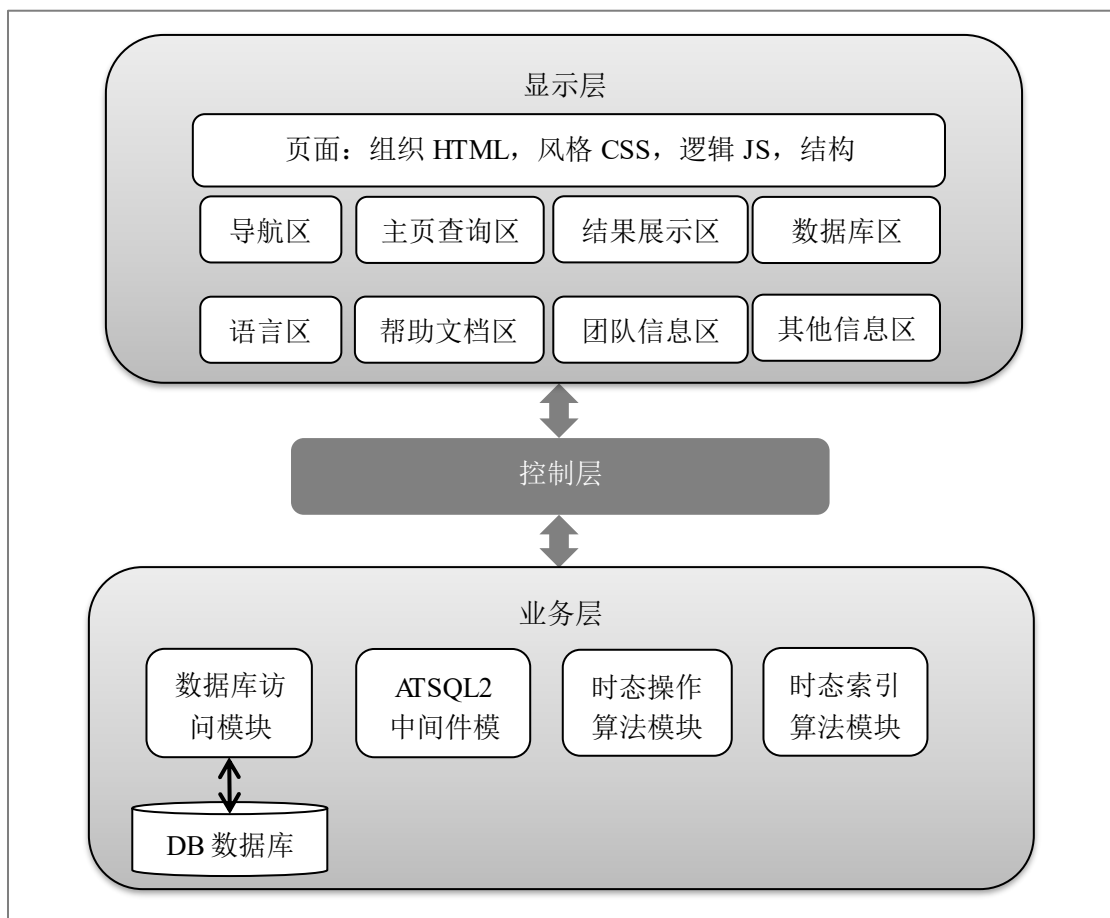 显示层
页面：组织 HTML，风格 CSS，逻辑 JS，结构
导航区
主页查询区
结果展示区
数据库区
语言区
帮助文档区
团队信息区
其他信息区
控制层
业务层
数据库访
问模块
ATSQL2
中间件模
时态操作
算法模块
时态索引
算法模块
DB 数据库